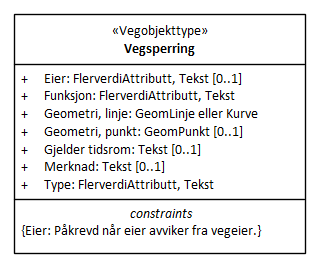 «Vegobjekttype»
Vegsperring
+ Eier: FlerverdiAttributt, Tekst [0..1]
+ Funksjon: FlerverdiAttributt, Tekst
+ Geometri, linje: GeomLinje eller Kurve
+ Geometri, punkt: GeomPunkt [0..1]
+ Gjelder tidsrom: Tekst [0..1]
+ Merknad: Tekst [0..1]
+ Type: FlerverdiAttributt, Tekst
constraints
{Eier: Påkrevd når eier avviker fra vegeier.}